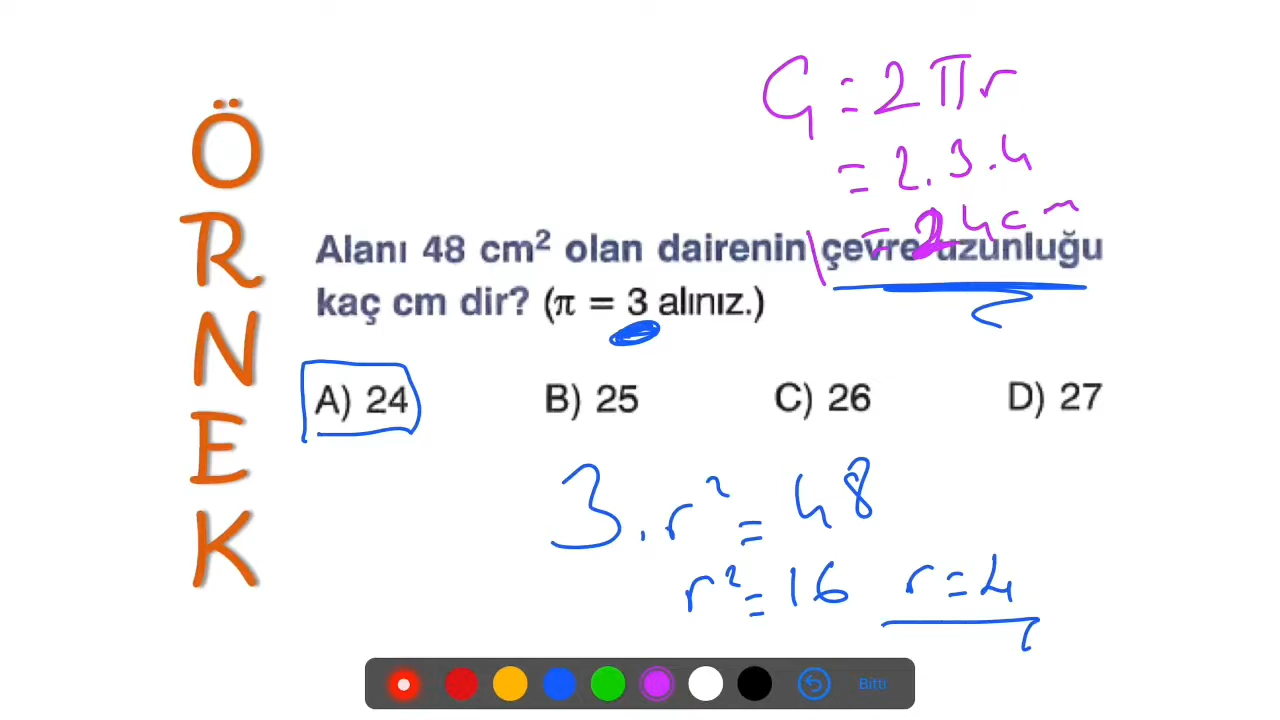 ÖRNEK
Ç = 2πr
= 2.3.4
= 24cm
Alanı 48 cm² olan dairenin çevre uzunluğu
kaç cm dir? (π = 3 alınız.)
A) 24 B) 25 C) 26 D) 27
3.r² = 48
r² = 16 r = 4
Bitti